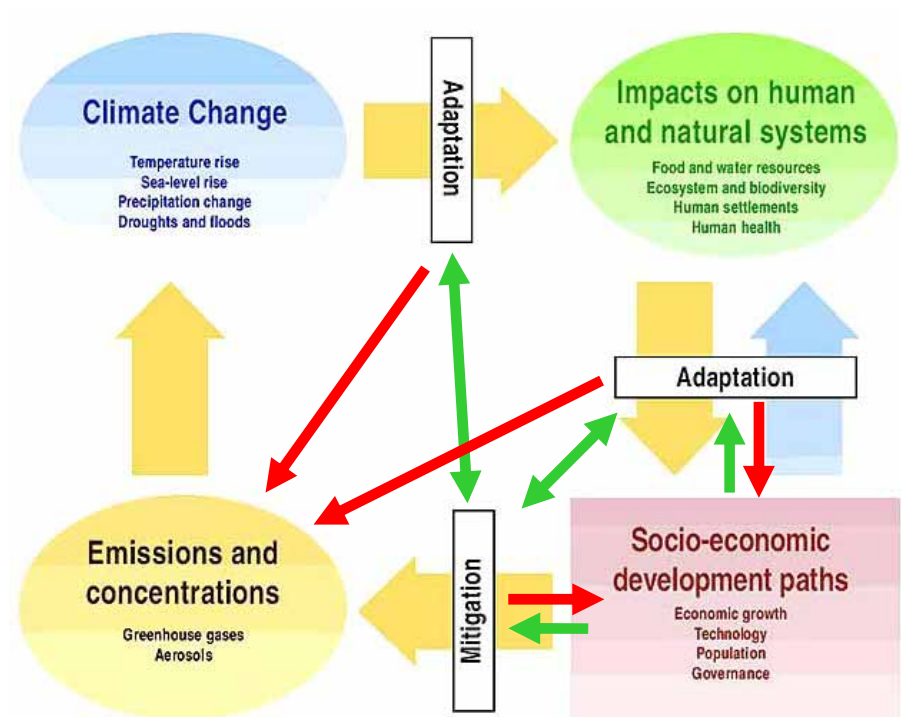 Climate Change
Temperature rise
Sea-level rise
Precipitation change
Droughts and floods
Adaptation
Impacts on human
and natural systems
Food and water resources
Ecosystem and biodiversity
Human settlements
Human health
Adaptation
Emissions and
concentrations
Greenhouse gases
Aerosols
Mitigation
Socio-economic
development paths
Economic growth
Technology
Population
Governance